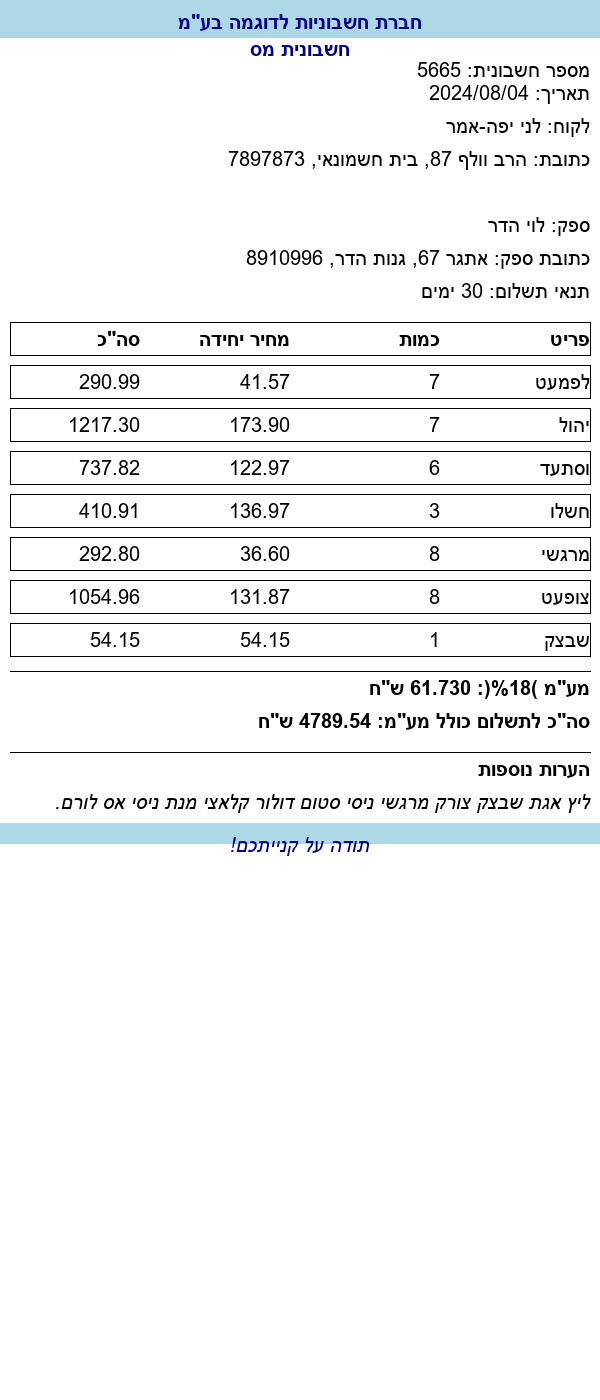 חברת חשבוניות לדוגמה בע"מ
חשבונית מס
מספר חשבונית: 5665
תאריך: 2024/08/04
לקוח: לני יפה-אמר
כתובת: הרב וולף 87, בית חשמונאי, 7897873
ספק: לוי הדר
כתובת ספק: אתגר 67, גנות הדר, 8910996
תנאי תשלום: 30 ימים
פריט כמות מחיר יחידה סה"כ
לפמעט 7 41.57 290.99
יהול 7 173.90 1217.30
וסתעד 6 122.97 737.82
חשלו 3 136.97 410.91
מרגשי 8 36.60 292.80
צופעט 8 131.87 1054.96
שבצק 1 54.15 54.15
מע"מ )18%(: 61.730 ש"ח
סה"כ לתשלום כולל מע"מ: 4789.54 ש"ח
הערות נוספות
ליץ אגת שבצק צורק מרגשי ניסי סטום דולור קלאצי מנת ניסי אס לורם.
תודה על קנייתכם!